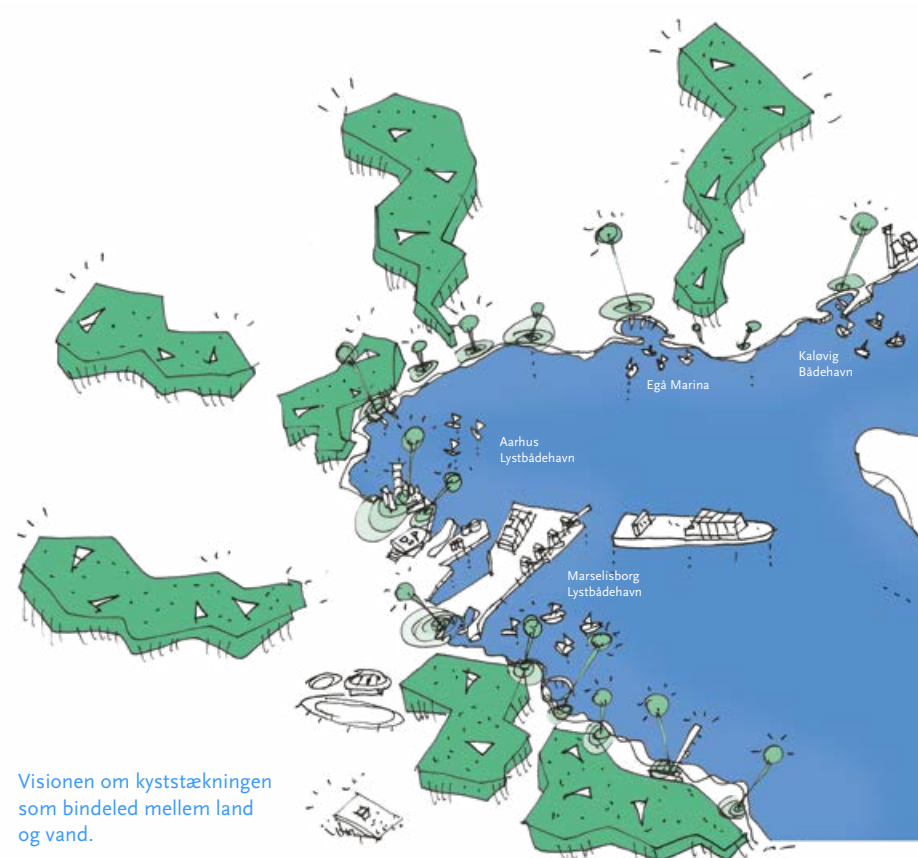 Kaløvig
Bådehavn
Egå Marina
Aarhus
Lystbådehavn
Marselisborg
Lystbådehavn
Visionen om kyststækningen
som bindeled mellem land
og vand.